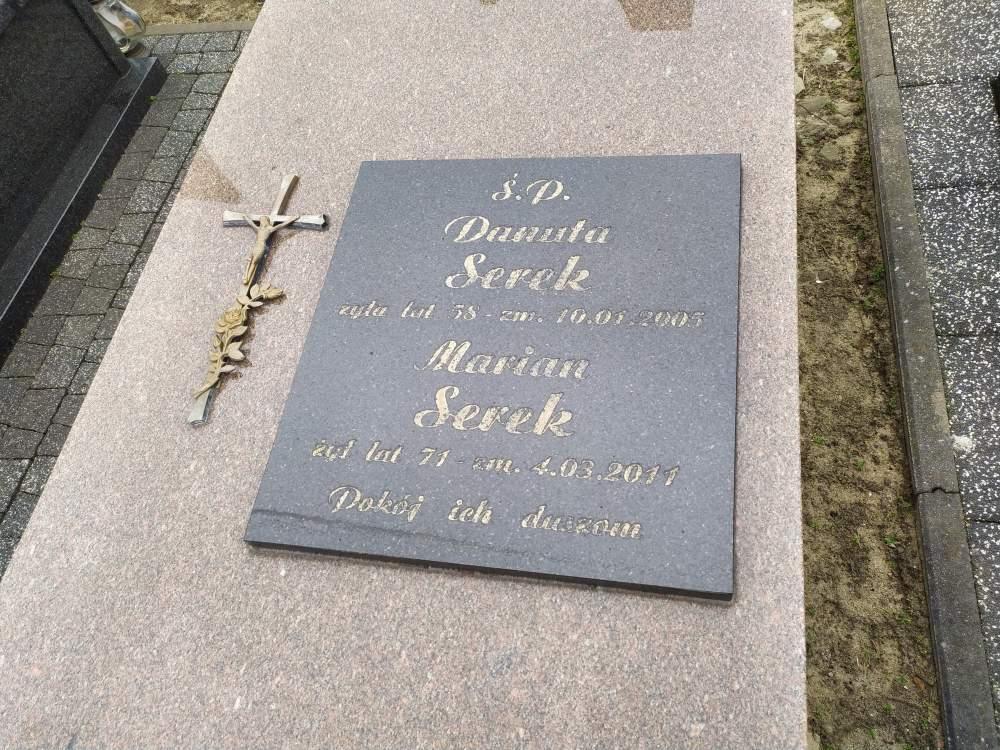 Ś.P.
Danuta
Serek
żyła lat 58 - zm. 10.01.2005
Marian
Serek
żył lat 71 - zm. 4.03.2011
Pokój ich duszom